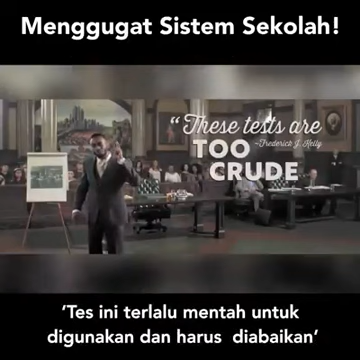 Menggugat Sistem Sekolah!
“These tests are
~Frederick J. Kelly
TOO
CRUDE
‘Tes ini terlalu mentah untuk
digunakan dan harus diabaikan’